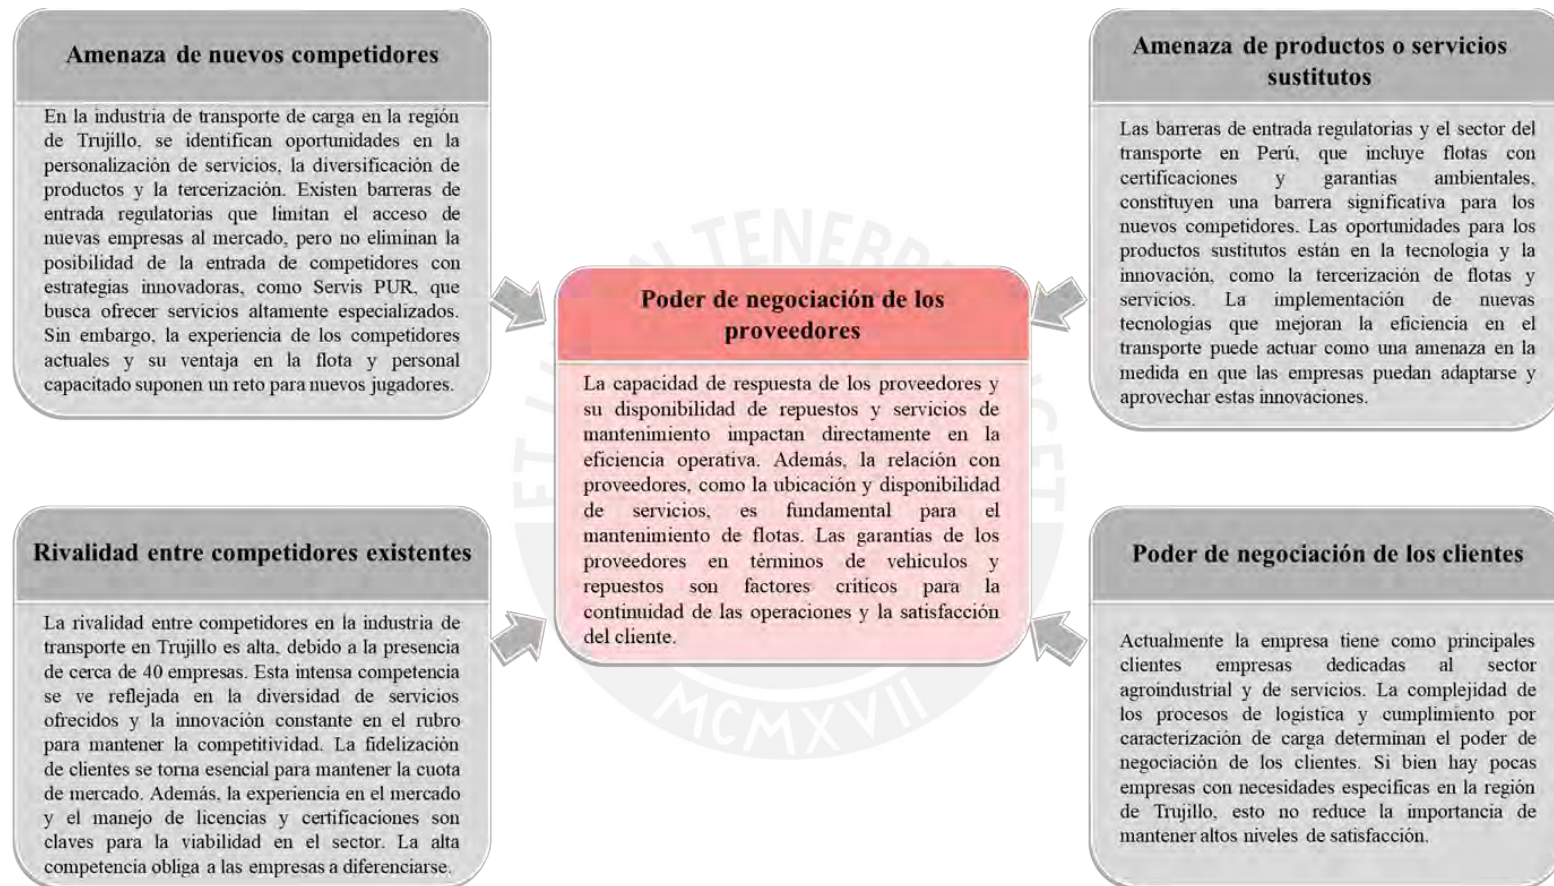 Amenaza de nuevos competidores
En la industria de transporte de carga en la región
de Trujillo, se identifican oportunidades en la
personalización de servicios, la diversificación de
productos y la tercerización. Existen barreras de
entrada regulatorias que limitan el acceso de
nuevas empresas al mercado, pero no eliminan la
posibilidad de la entrada de competidores con
estrategias innovadoras, como Servis PUR, que
busca ofrecer servicios altamente especializados.
Sin embargo, la experiencia de los competidores
actuales y su ventaja en la flota y personal
capacitado suponen un reto para nuevos jugadores.
Amenaza de productos o servicios
sustitutos
Las barreras de entrada regulatorias y el sector del
transporte en Perú, que incluye flotas con
certificaciones y garantías ambientales,
constituyen una barrera significativa para los
nuevos competidores. Las oportunidades para los
productos sustitutos están en la tecnología y la
innovación, como la tercerización de flotas y
servicios. La implementación de nuevas
tecnologías que mejoran la eficiencia en el
transporte puede actuar como una amenaza en la
medida en que las empresas puedan adaptarse y
aprovechar estas innovaciones.
Poder de negociación de los
proveedores
La capacidad de respuesta de los proveedores y
su disponibilidad de repuestos y servicios de
mantenimiento impactan directamente en la
eficiencia operativa. Además, la relación con
proveedores, como la ubicación y disponibilidad
de servicios, es fundamental para el
mantenimiento de flotas. Las garantías de los
proveedores en términos de vehículos y
repuestos son factores críticos para la
continuidad de las operaciones y la satisfacción
del cliente.
Rivalidad entre competidores existentes
La rivalidad entre competidores en la industria de
transporte en Trujillo es alta, debido a la presencia
de cerca de 40 empresas. Esta intensa competencia
se ve reflejada en la diversidad de servicios
ofrecidos y la innovación constante en el rubro
para mantener la competitividad. La fidelización
de clientes se torna esencial para mantener la cuota
de mercado. Además, la experiencia en el mercado
y el manejo de licencias y certificaciones son
claves para la viabilidad en el sector. La alta
competencia obliga a las empresas a diferenciarse.
Poder de negociación de los clientes
Actualmente la empresa tiene como principales
clientes empresas dedicadas al sector
agroindustrial y de servicios. La complejidad de
los procesos de logística y cumplimiento por
caracterización de carga determinan el poder de
negociación de los clientes. Si bien hay pocas
empresas con necesidades específicas en la región
de Trujillo, esto no reduce la importancia de
mantener altos niveles de satisfacción.
MCMXVII